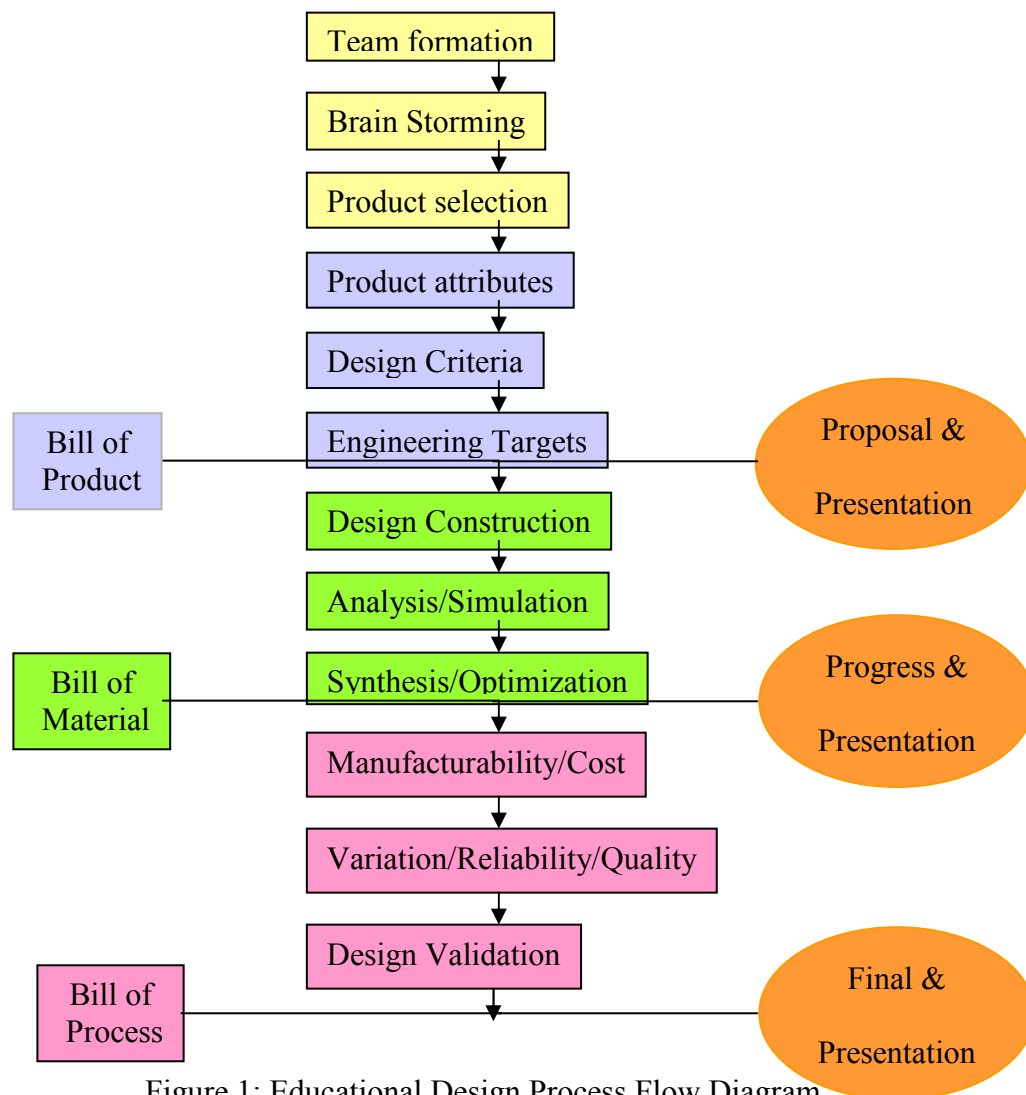 Team formation
Brain Storming
Product selection
Product attributes
Design Criteria
Bill of
Product
Engineering Targets
Proposal &
Presentation
Design Construction
Analysis/Simulation
Bill of
Material
Synthesis/Optimization
Progress &
Presentation
Manufacturability/Cost
Variation/Reliability/Quality
Design Validation
Bill of
Process
Final &
Presentation
Figure 1: Educational Design Process Flow Diagram